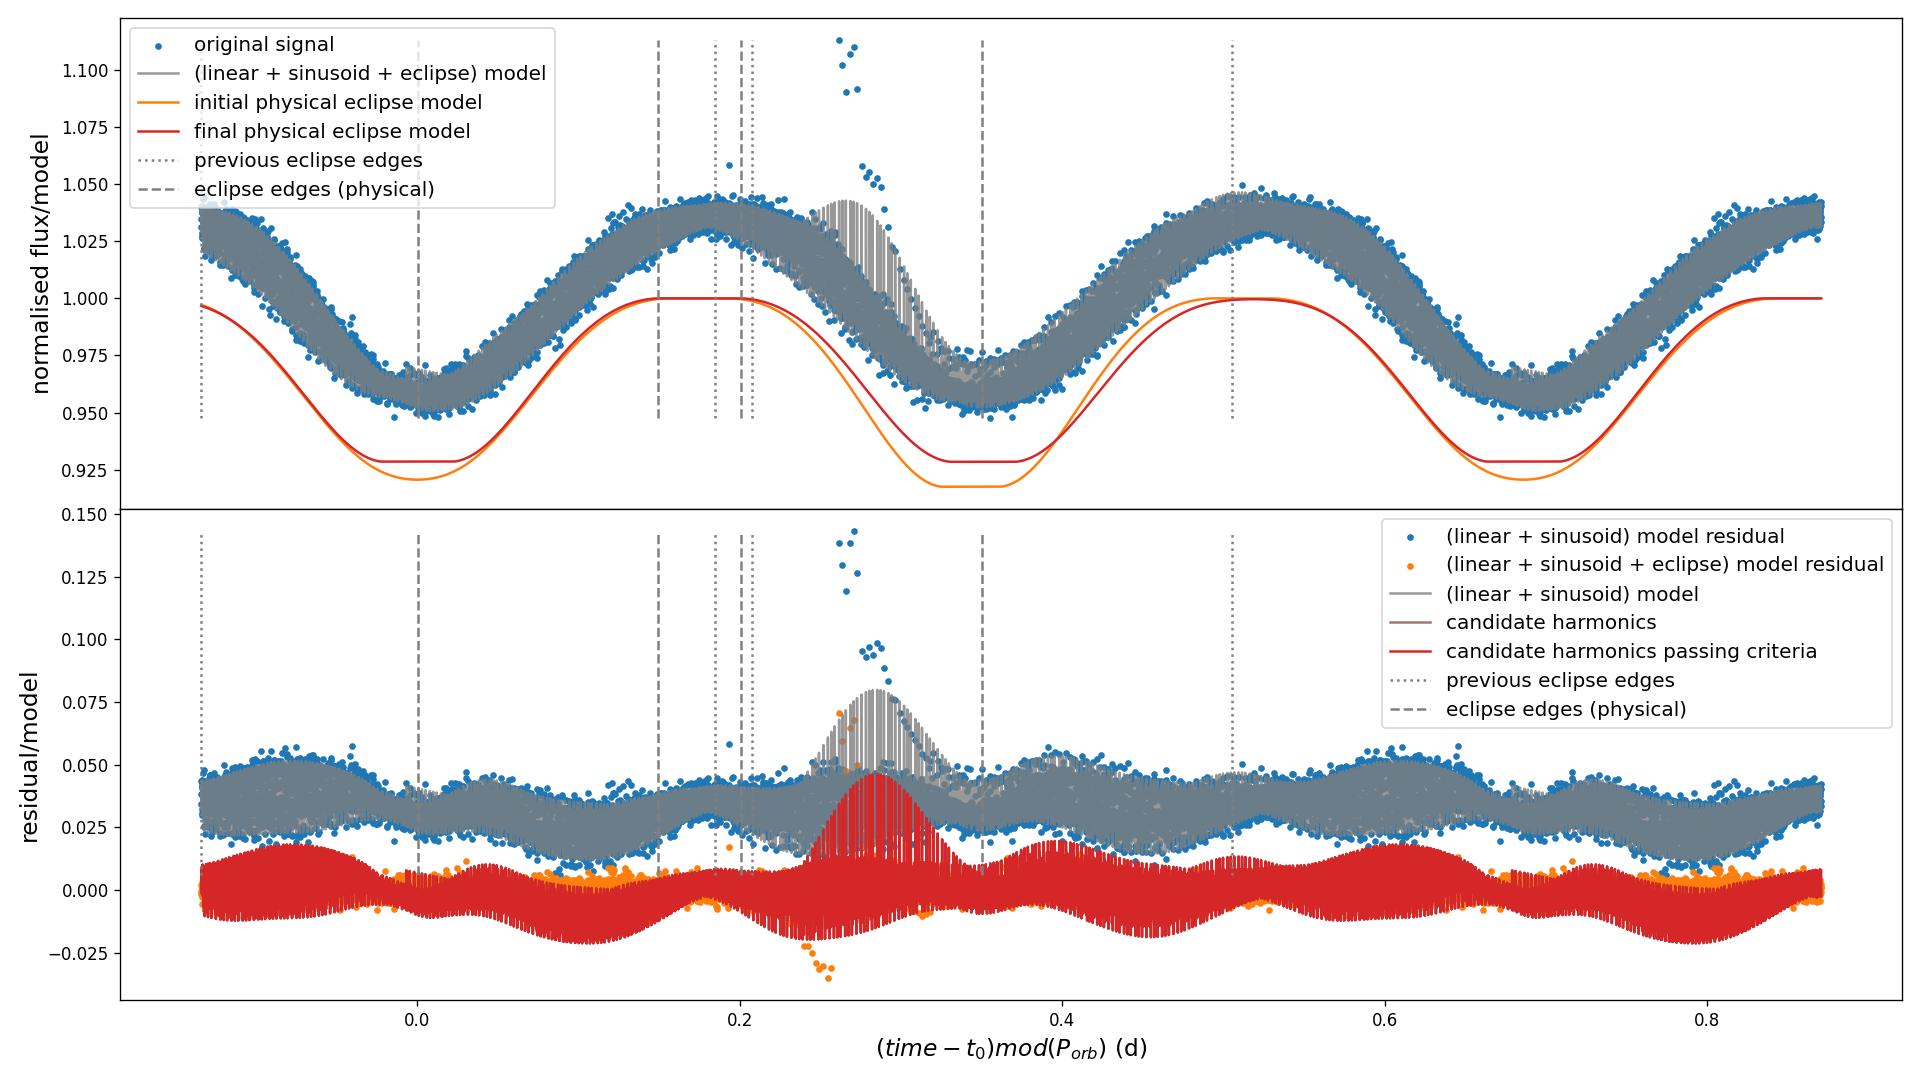 original signal
(linear + sinusoid + eclipse) model
initial physical eclipse model
final physical eclipse model
previous eclipse edges
eclipse edges (physical)
normalised flux/model
1.100
1.075
1.050
1.025
1.000
0.975
0.950
0.925
(linear + sinusoid) model residual
(linear + sinusoid + eclipse) model residual
(linear + sinusoid) model
candidate harmonics
candidate harmonics passing criteria
previous eclipse edges
eclipse edges (physical)
residual/model
0.150
0.125
0.100
0.075
0.050
0.025
0.000
−0.025
0.0 0.2 0.4 0.6 0.8
(time − t₀)mod(Pₒᵣb) (d)